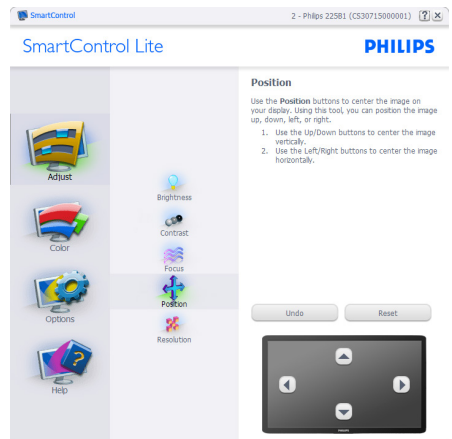 SmartControl
2 - Philips 225B1 (CS30715000001)
SmartControl Lite
PHILIPS
Adjust
Color
Options
Help
Brightness
Contrast
Focus
Position
Resolution
Position
Use the Position buttons to center the image on
your display. Using this tool, you can position the image
up, down, left, or right.
1. Use the Up/Down buttons to center the image
vertically.
2. Use the Left/Right buttons to center the image
horizontally.
Undo
Reset
PHILIPS